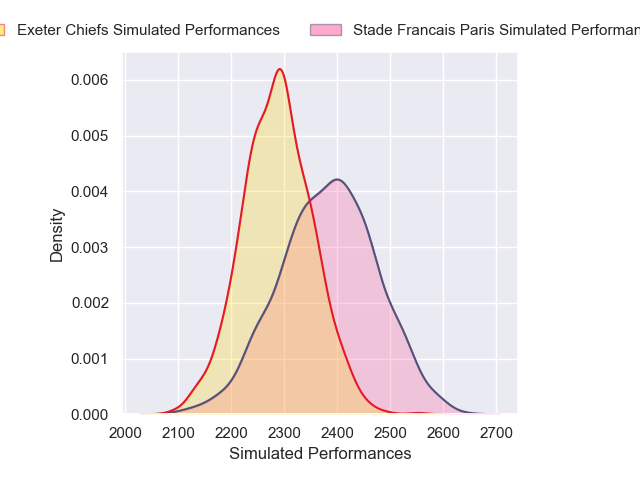 Exeter Chiefs Simulated Performances
Stade Francais Paris Simulated Performan
0.006
0.005
0.004
0.003
0.002
0.001
0.000
Density
2000 2100 2200 2300 2400 2500 2600 2700
Simulated Performances